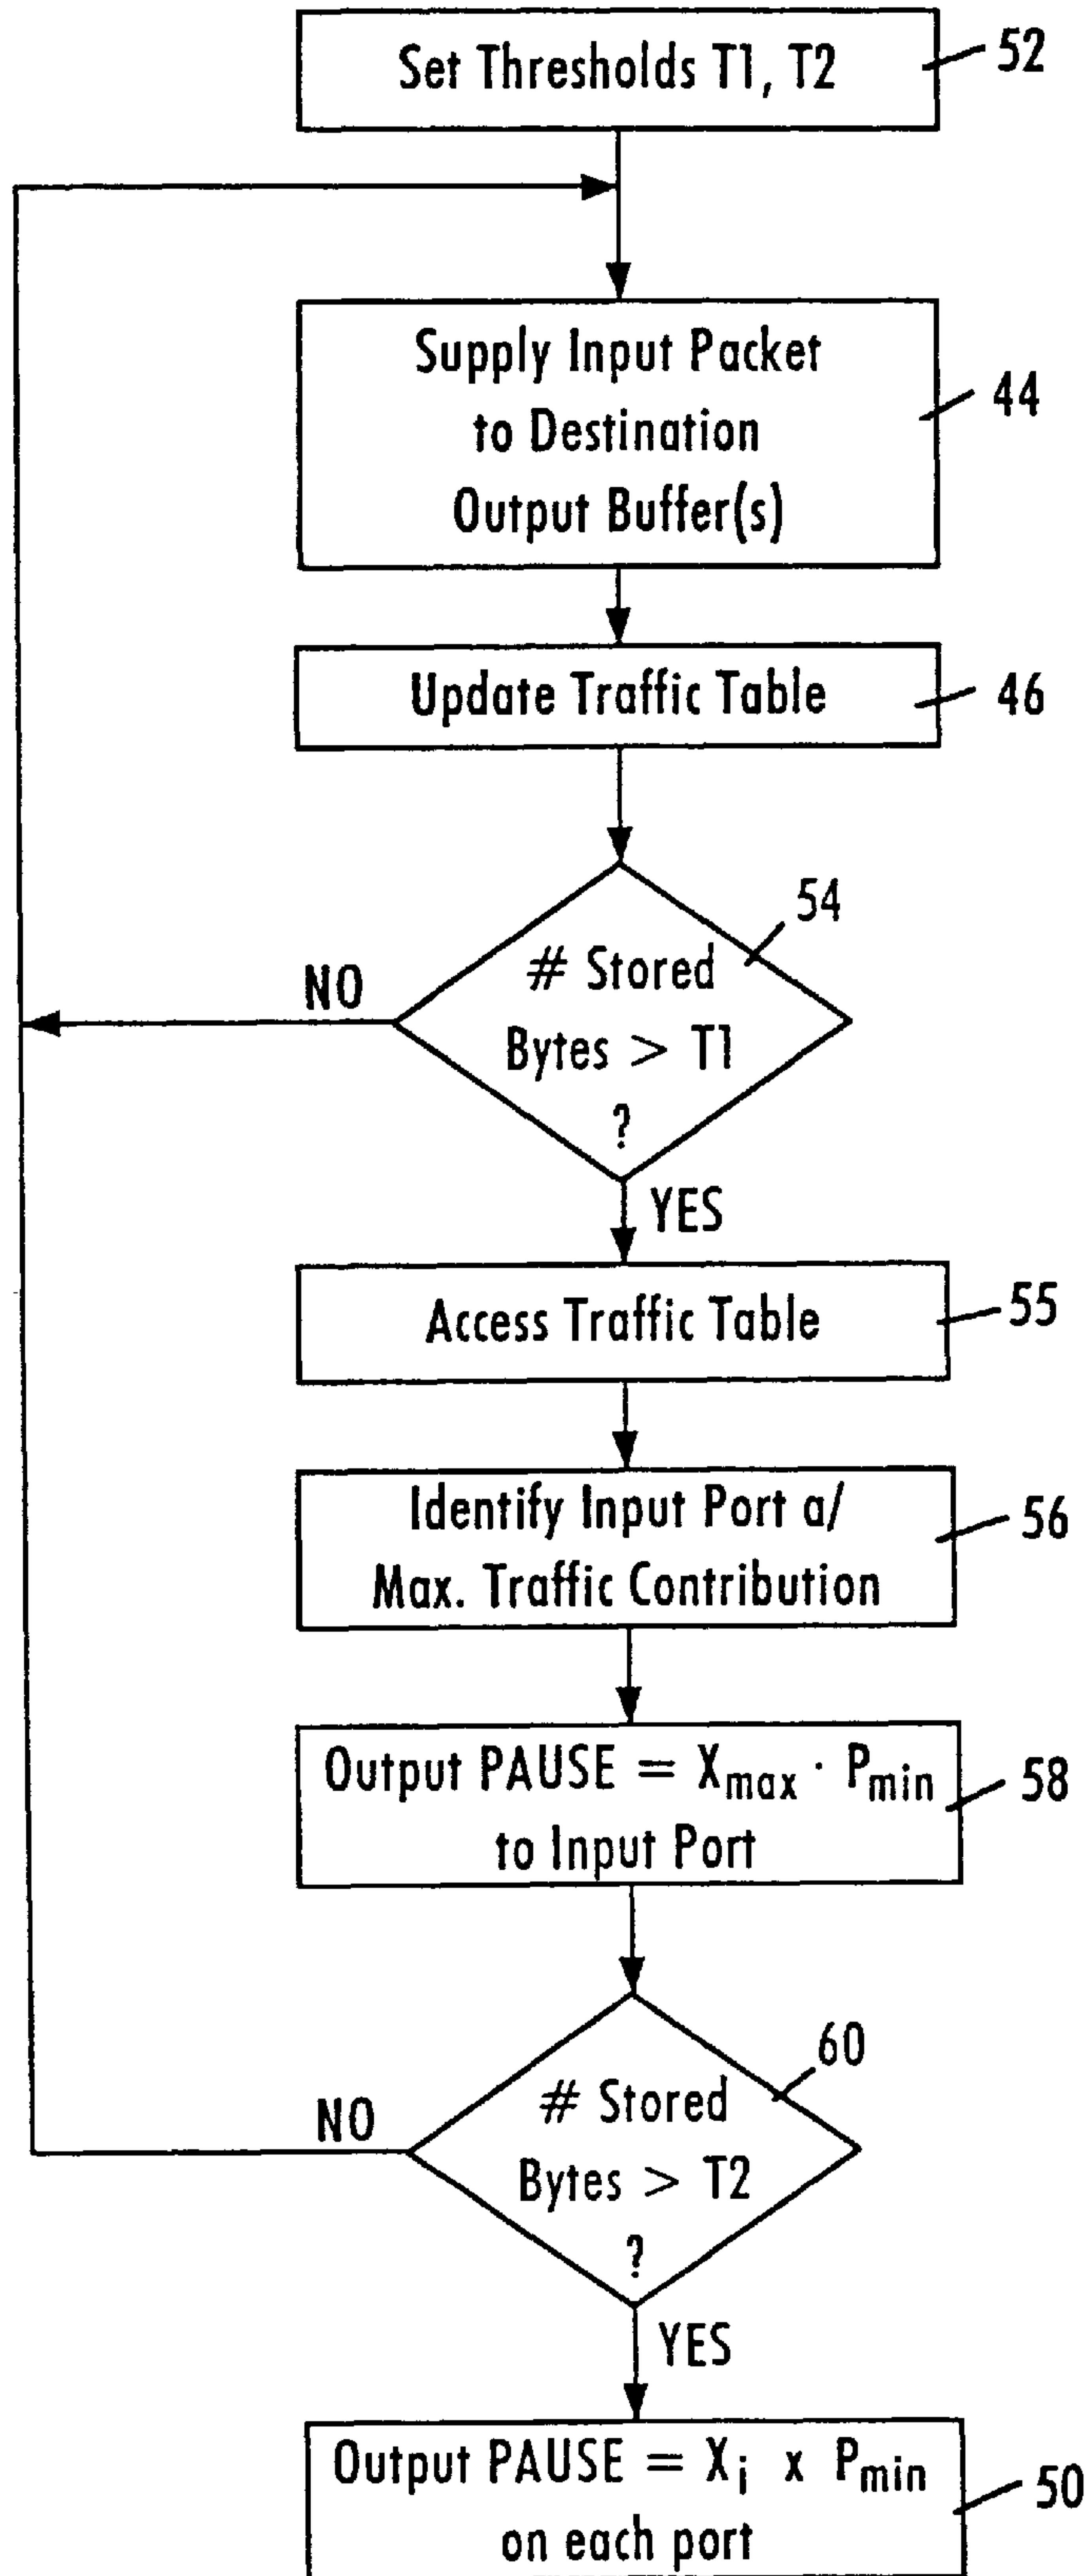 Set Thresholds T1, T2
52
Supply Input Packet
to Destination
Output Buffer(s)
44
Update Traffic Table
46
54
# Stored
Bytes > T1
?
NO
YES
Access Traffic Table
55
Identify Input Port a/
Max. Traffic Contribution
56
Output PAUSE = Xmax · Pmin
to Input Port
58
60
# Stored
Bytes > T2
?
NO
YES
Output PAUSE = Xi x Pmin
on each port
50